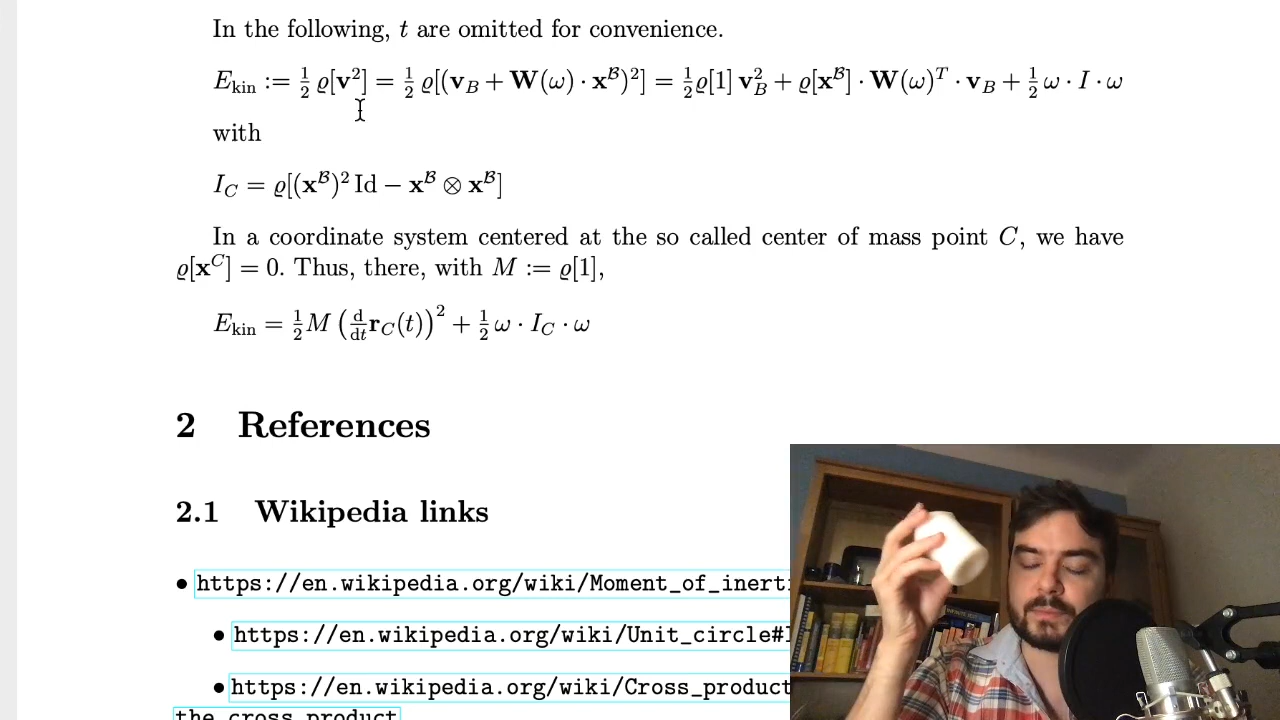 In the following, t are omitted for convenience.
E_kin := ½ ϱ[v²] = ½ ϱ[(v_B + W(ω) · x^ℬ)²] = ½ϱ[1] v_B² + ϱ[x^ℬ] · W(ω)^T · v_B + ½ ω · I · ω
with
I_C = ϱ[(x^ℬ)² Id − x^ℬ ⊗ x^ℬ]
In a coordinate system centered at the so called center of mass point C, we have
ϱ[x^C] = 0. Thus, there, with M := ϱ[1],
E_kin = ½M (d/dt r_C(t))² + ½ ω · I_C · ω
2 References
2.1 Wikipedia links
• https://en.wikipedia.org/wiki/Moment_of_inerti
• https://en.wikipedia.org/wiki/Unit_circle#
• https://en.wikipedia.org/wiki/Cross_product
the cross product